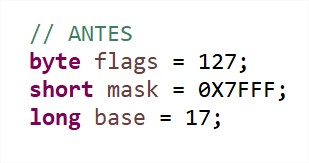 // ANTES
byte flags = 127;
short mask = 0X7FFF;
long base = 17;